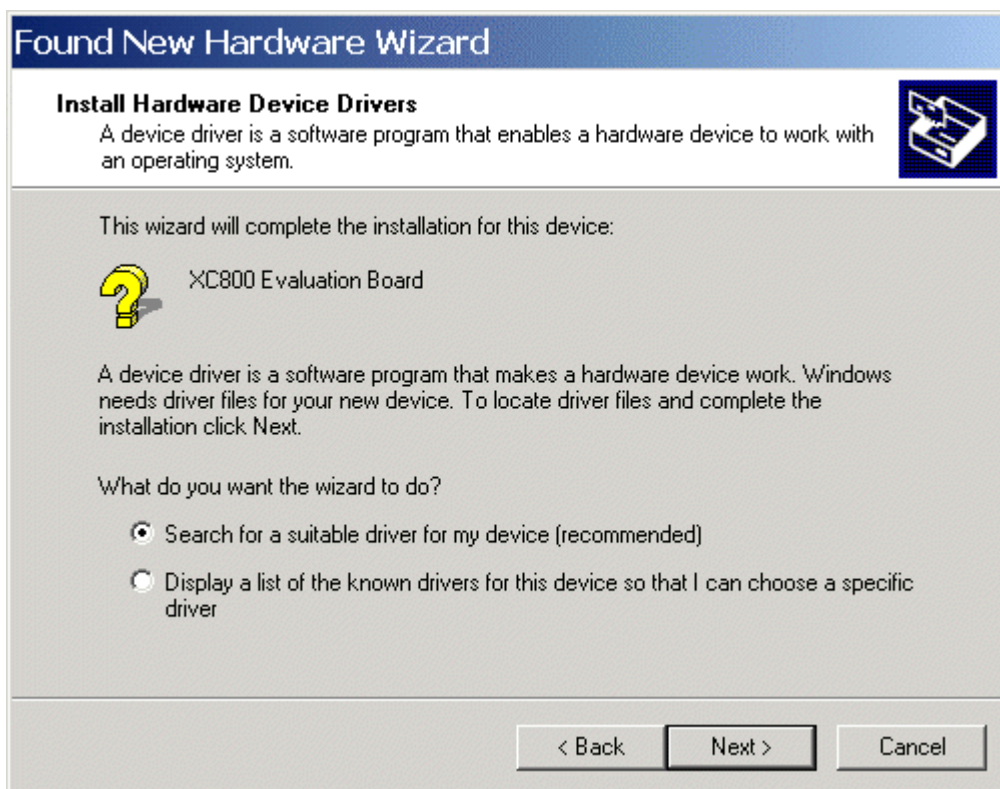 Found New Hardware Wizard
Install Hardware Device Drivers
A device driver is a software program that enables a hardware device to work with
an operating system.
This wizard will complete the installation for this device:
XC800 Evaluation Board
A device driver is a software program that makes a hardware device work. Windows
needs driver files for your new device. To locate driver files and complete the
installation click Next.
What do you want the wizard to do?
Search for a suitable driver for my device (recommended)
Display a list of the known drivers for this device so that I can choose a specific
driver
< Back Next > Cancel